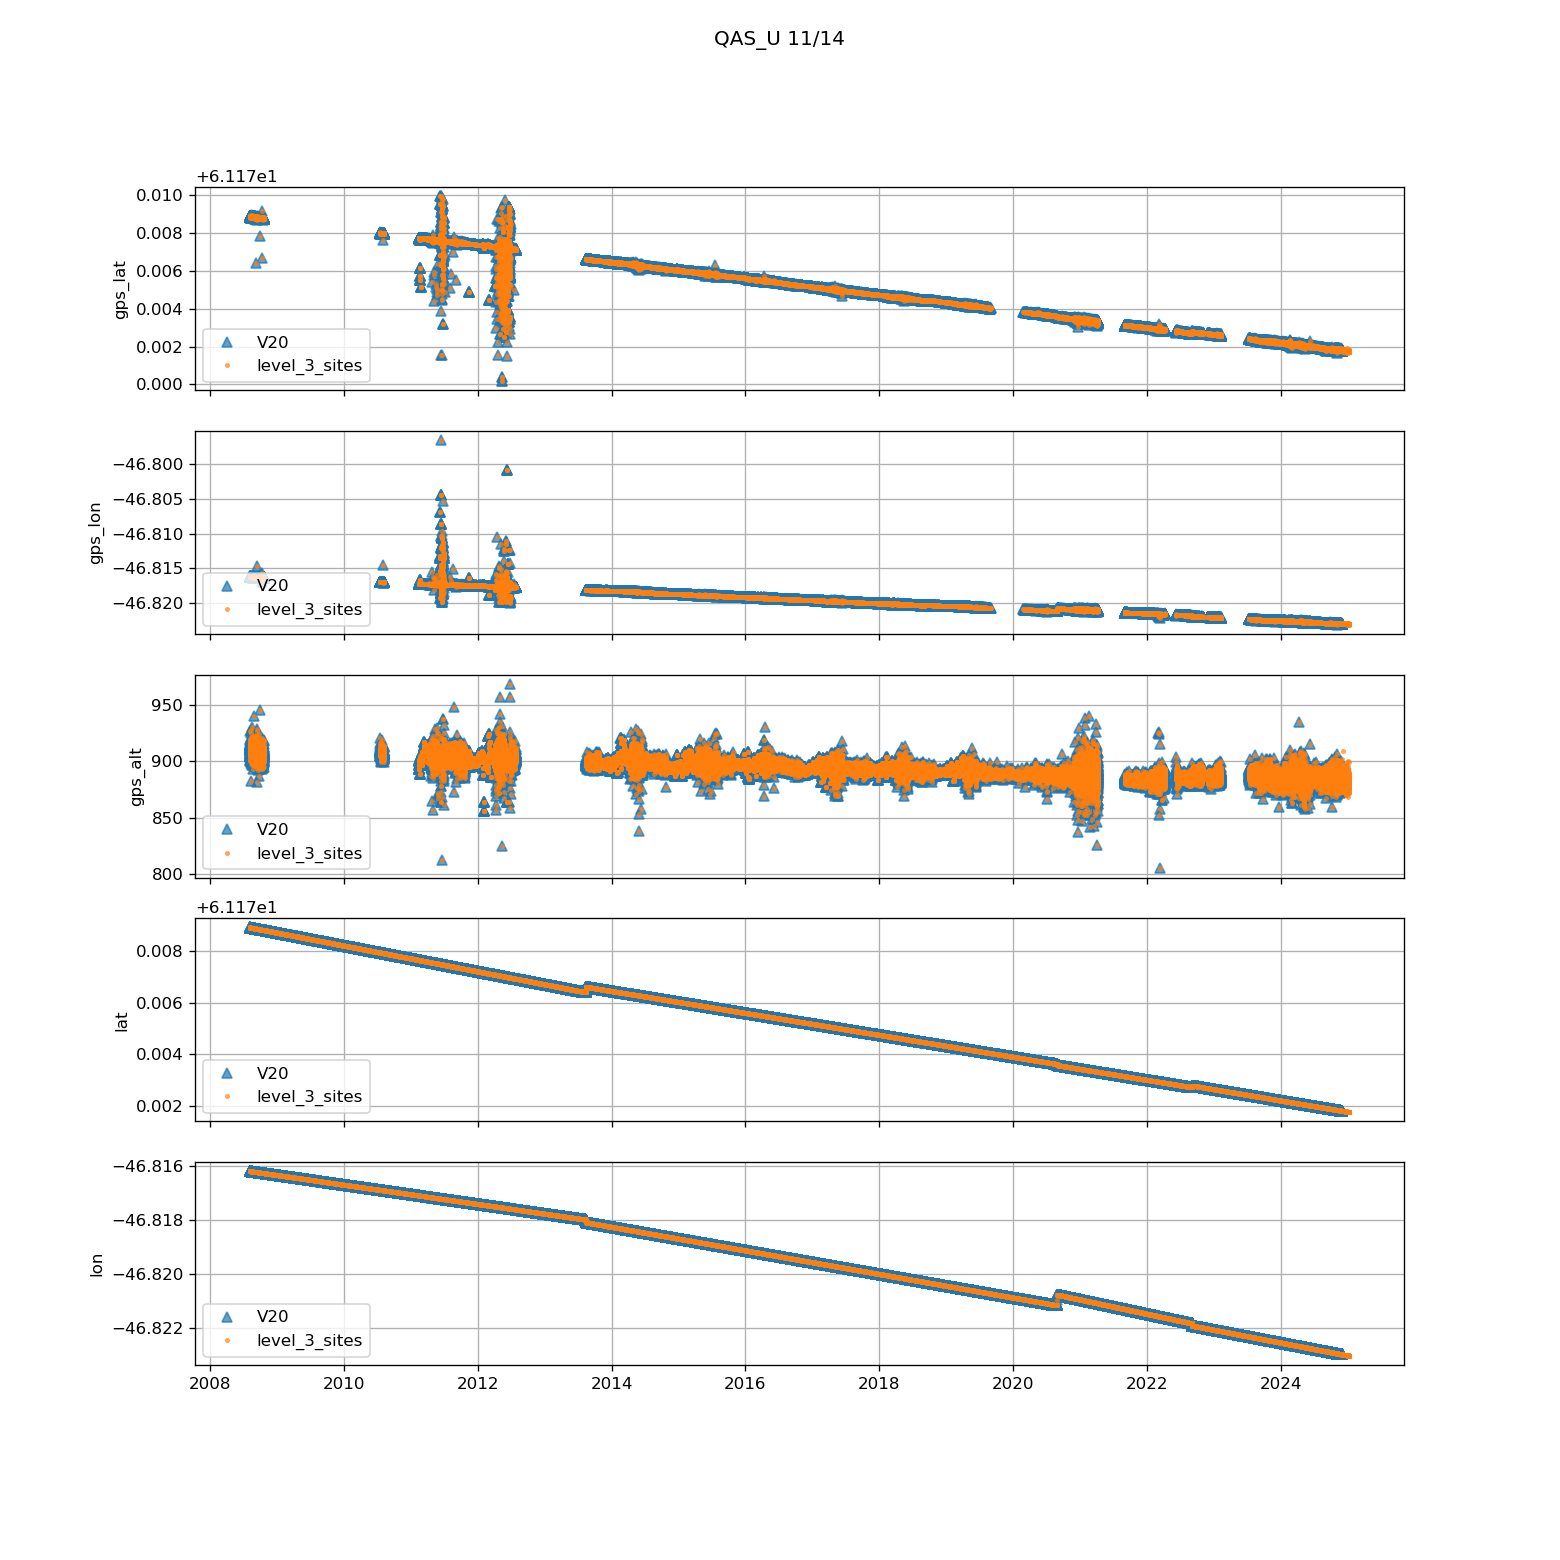 QAS_U 11/14
+6.117e1
0.010
0.008
0.006
0.004
0.002
0.000
gps_lat
V20
level_3_sites
−46.800
−46.805
−46.810
−46.815
−46.820
gps_lon
V20
level_3_sites
950
900
850
800
gps_alt
V20
level_3_sites
+6.117e1
0.008
0.006
0.004
0.002
lat
V20
level_3_sites
−46.816
−46.818
−46.820
−46.822
lon
V20
level_3_sites
2008 2010 2012 2014 2016 2018 2020 2022 2024